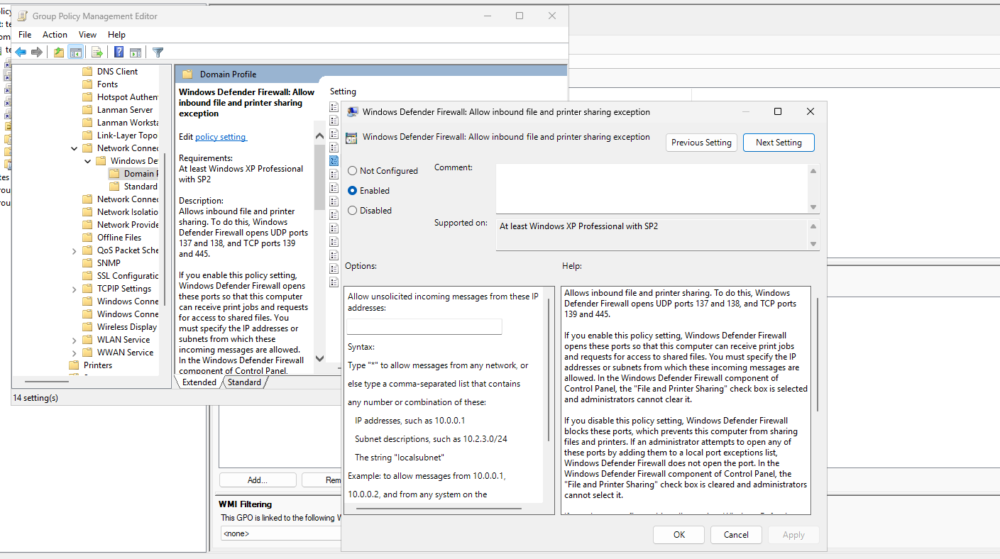 Group Policy Management Editor
File Action View Help
DNS Client
Fonts
Hotspot Authen
Lanman Server
Lanman Worksta
Link-Layer Topo
Network Connec
Windows De
Domain
Standard
Network Connec
Network Isolatio
Network Provide
Offline Files
QoS Packet Sche
SNMP
SSL Configuratio
TCPIP Settings
Windows Conne
Windows Conne
Wireless Display
WLAN Service
WWAN Service
Printers
14 setting(s)
Domain Profile
Windows Defender Firewall: Allow
inbound file and printer sharing
exception
Edit policy setting
Requirements:
At least Windows XP Professional
with SP2
Description:
Allows inbound file and printer
sharing. To do this, Windows
Defender Firewall opens UDP ports
137 and 138, and TCP ports 139
and 445.
If you enable this policy setting,
Windows Defender Firewall opens
these ports so that this computer
can receive print jobs and requests
for access to shared files. You
must specify the IP addresses or
subnets from which these
incoming messages are allowed.
In the Windows Defender Firewall
component of Control Panel,
Setting
Extended Standard
Windows Defender Firewall: Allow inbound file and printer sharing exception
Windows Defender Firewall: Allow inbound file and printer sharing exception
Previous Setting Next Setting
Not Configured
Enabled
Disabled
Comment:
Supported on:
At least Windows XP Professional with SP2
Options:
Allow unsolicited incoming messages from these IP
addresses:
Syntax:
Type "*" to allow messages from any network, or
else type a comma-separated list that contains
any number or combination of these:
IP addresses, such as 10.0.0.1
Subnet descriptions, such as 10.2.3.0/24
The string "localsubnet"
Example: to allow messages from 10.0.0.1,
10.0.0.2, and from any system on the
Help:
Allows inbound file and printer sharing. To do this, Windows
Defender Firewall opens UDP ports 137 and 138, and TCP ports
139 and 445.
If you enable this policy setting, Windows Defender Firewall
opens these ports so that this computer can receive print jobs
and requests for access to shared files. You must specify the IP
addresses or subnets from which these incoming messages are
allowed. In the Windows Defender Firewall component of
Control Panel, the "File and Printer Sharing" check box is selected
and administrators cannot clear it.
If you disable this policy setting, Windows Defender Firewall
blocks these ports, which prevents this computer from sharing
files and printers. If an administrator attempts to open any of
these ports by adding them to a local port exceptions list,
Windows Defender Firewall does not open the port. In the
Windows Defender Firewall component of Control Panel, the
"File and Printer Sharing" check box is cleared and administrators
cannot select it.
OK Cancel Apply
Add... Rem
WMI Filtering
This GPO is linked to the following W
<none>